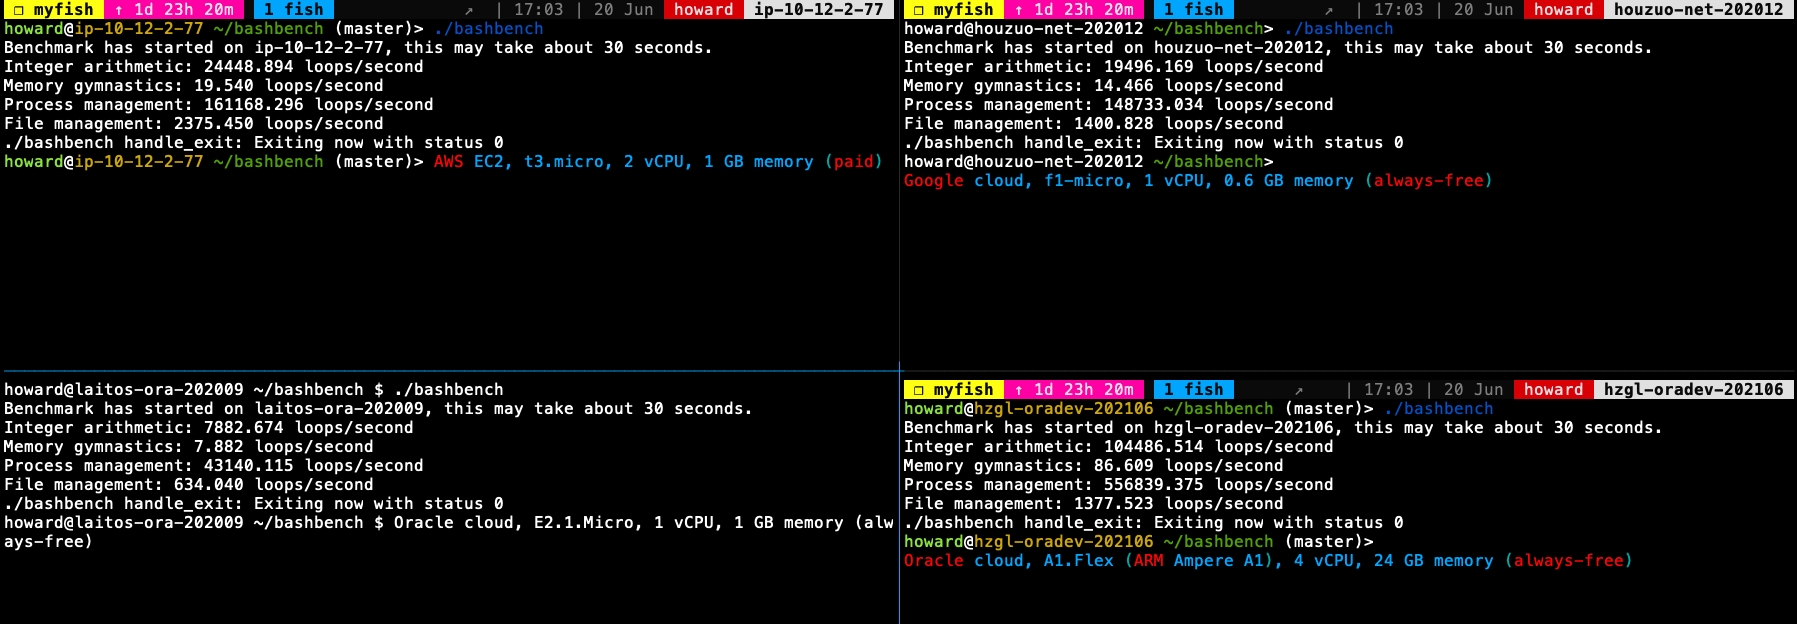 ❐ myfish ↑ 1d 23h 20m 1 fish ↗ | 17:03 | 20 Jun howard ip-10-12-2-77
howard@ip-10-12-2-77 ~/bashbench (master)> ./bashbench
Benchmark has started on ip-10-12-2-77, this may take about 30 seconds.
Integer arithmetic: 24448.894 loops/second
Memory gymnastics: 19.540 loops/second
Process management: 161168.296 loops/second
File management: 2375.450 loops/second
./bashbench handle_exit: Exiting now with status 0
howard@ip-10-12-2-77 ~/bashbench (master)> AWS EC2, t3.micro, 2 vCPU, 1 GB memory (paid)
❐ myfish ↑ 1d 23h 20m 1 fish ↗ | 17:03 | 20 Jun howard houzuo-net-202012
howard@houzuo-net-202012 ~/bashbench> ./bashbench
Benchmark has started on houzuo-net-202012, this may take about 30 seconds.
Integer arithmetic: 19496.169 loops/second
Memory gymnastics: 14.466 loops/second
Process management: 148733.034 loops/second
File management: 1400.828 loops/second
./bashbench handle_exit: Exiting now with status 0
howard@houzuo-net-202012 ~/bashbench>
Google cloud, f1-micro, 1 vCPU, 0.6 GB memory (always-free)
howard@laitos-ora-202009 ~/bashbench $ ./bashbench
Benchmark has started on laitos-ora-202009, this may take about 30 seconds.
Integer arithmetic: 7882.674 loops/second
Memory gymnastics: 7.882 loops/second
Process management: 43140.115 loops/second
File management: 634.040 loops/second
./bashbench handle_exit: Exiting now with status 0
howard@laitos-ora-202009 ~/bashbench $ Oracle cloud, E2.1.Micro, 1 vCPU, 1 GB memory (alw
ays-free)
❐ myfish ↑ 1d 23h 20m 1 fish ↗ | 17:03 | 20 Jun howard hzgl-oradev-202106
howard@hzgl-oradev-202106 ~/bashbench (master)> ./bashbench
Benchmark has started on hzgl-oradev-202106, this may take about 30 seconds.
Integer arithmetic: 104486.514 loops/second
Memory gymnastics: 86.609 loops/second
Process management: 556839.375 loops/second
File management: 1377.523 loops/second
./bashbench handle_exit: Exiting now with status 0
howard@hzgl-oradev-202106 ~/bashbench (master)>
Oracle cloud, A1.Flex (ARM Ampere A1), 4 vCPU, 24 GB memory (always-free)